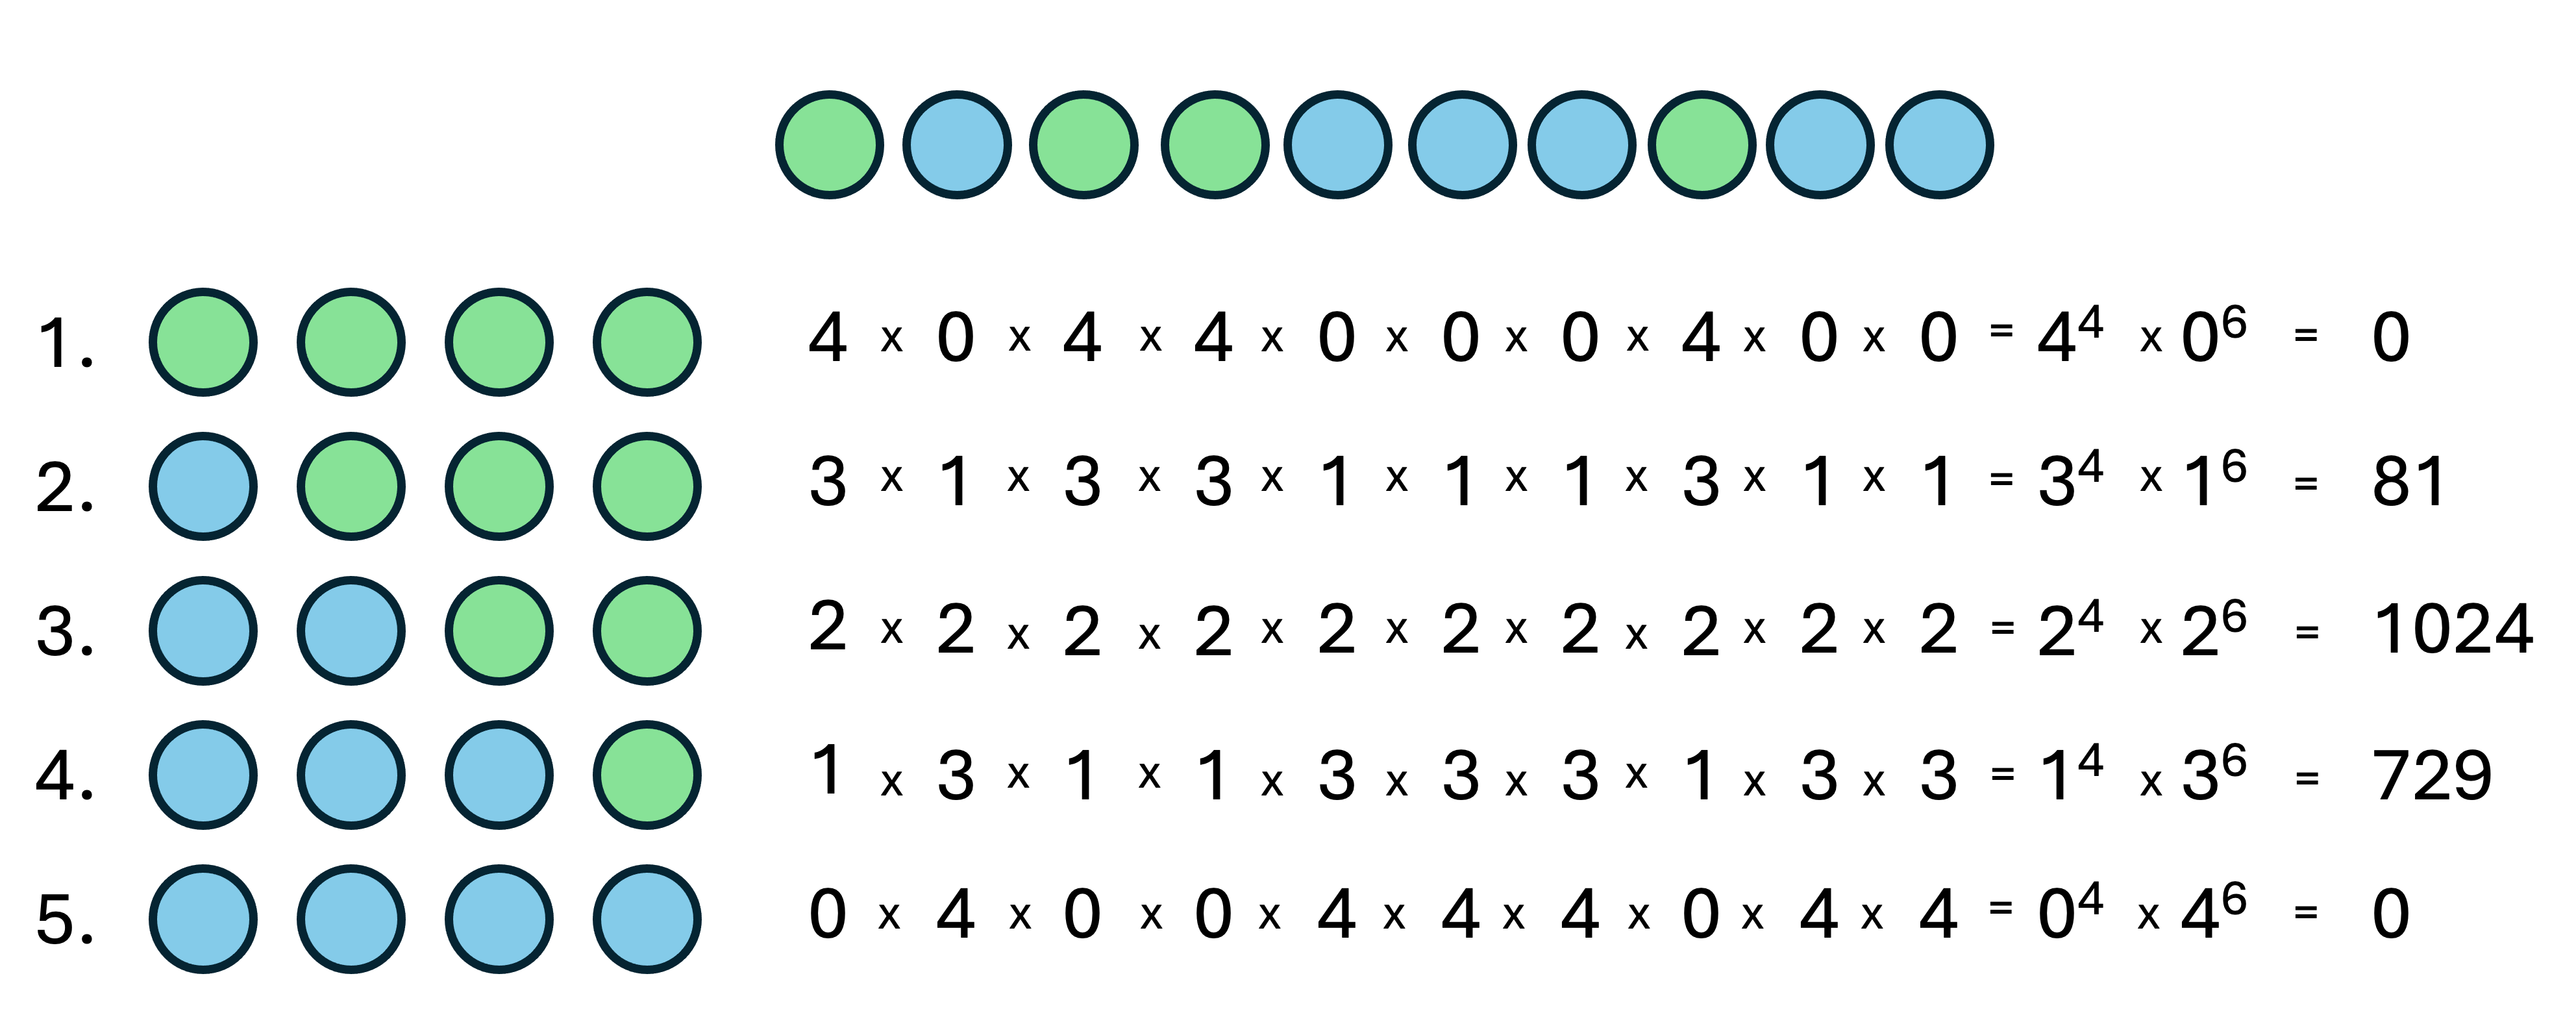 1. 4 x 0 x 4 x 4 x 0 x 0 x 0 x 4 x 0 x 0 = 4⁴ x 0⁶ = 0
2. 3 x 1 x 3 x 3 x 1 x 1 x 1 x 3 x 1 x 1 = 3⁴ x 1⁶ = 81
3. 2 x 2 x 2 x 2 x 2 x 2 x 2 x 2 x 2 x 2 = 2⁴ x 2⁶ = 1024
4. 1 x 3 x 1 x 1 x 3 x 3 x 3 x 1 x 3 x 3 = 1⁴ x 3⁶ = 729
5. 0 x 4 x 0 x 0 x 4 x 4 x 4 x 0 x 4 x 4 = 0⁴ x 4⁶ = 0